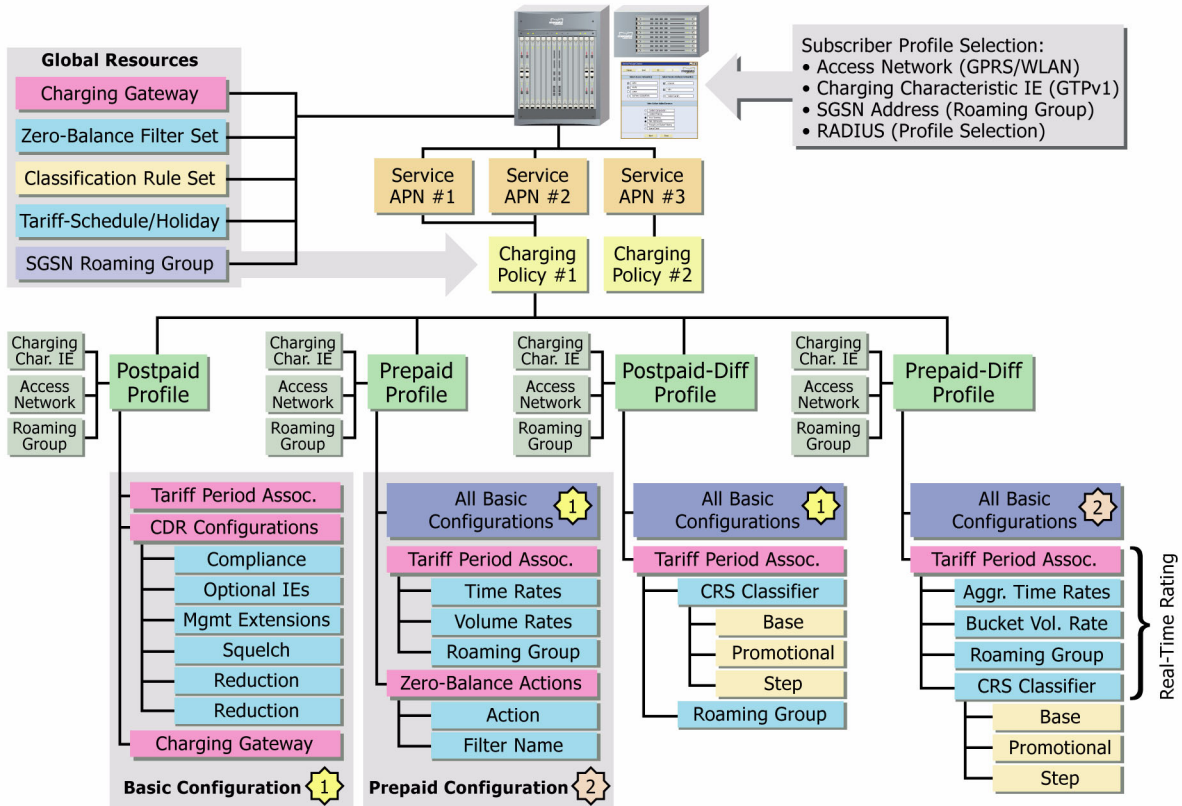 Global Resources
Charging Gateway
Zero-Balance Filter Set
Classification Rule Set
Tariff-Schedule/Holiday
SGSN Roaming Group
Subscriber Profile Selection:
• Access Network (GPRS/WLAN)
• Charging Characteristic IE (GTPv1)
• SGSN Address (Roaming Group)
• RADIUS (Profile Selection)
Service
APN #1
Service
APN #2
Service
APN #3
Charging
Policy #1
Charging
Policy #2
Charging
Char. IE
Access
Network
Roaming
Group
Postpaid
Profile
Charging
Char. IE
Access
Network
Roaming
Group
Prepaid
Profile
Charging
Char. IE
Access
Network
Roaming
Group
Postpaid-Diff
Profile
Charging
Char. IE
Access
Network
Roaming
Group
Prepaid-Diff
Profile
Tariff Period Assoc.
CDR Configurations
Compliance
Optional IEs
Mgmt Extensions
Squelch
Reduction
Reduction
Charging Gateway
Basic Configuration 1
All Basic
Configurations 1
Tariff Period Assoc.
Time Rates
Volume Rates
Roaming Group
Zero-Balance Actions
Action
Filter Name
Prepaid Configuration 2
All Basic
Configurations 1
Tariff Period Assoc.
CRS Classifier
Base
Promotional
Step
Roaming Group
All Basic
Configurations 2
Tariff Period Assoc.
Aggr. Time Rates
Bucket Vol. Rate
Roaming Group
CRS Classifier
Base
Promotional
Step
Real-Time Rating